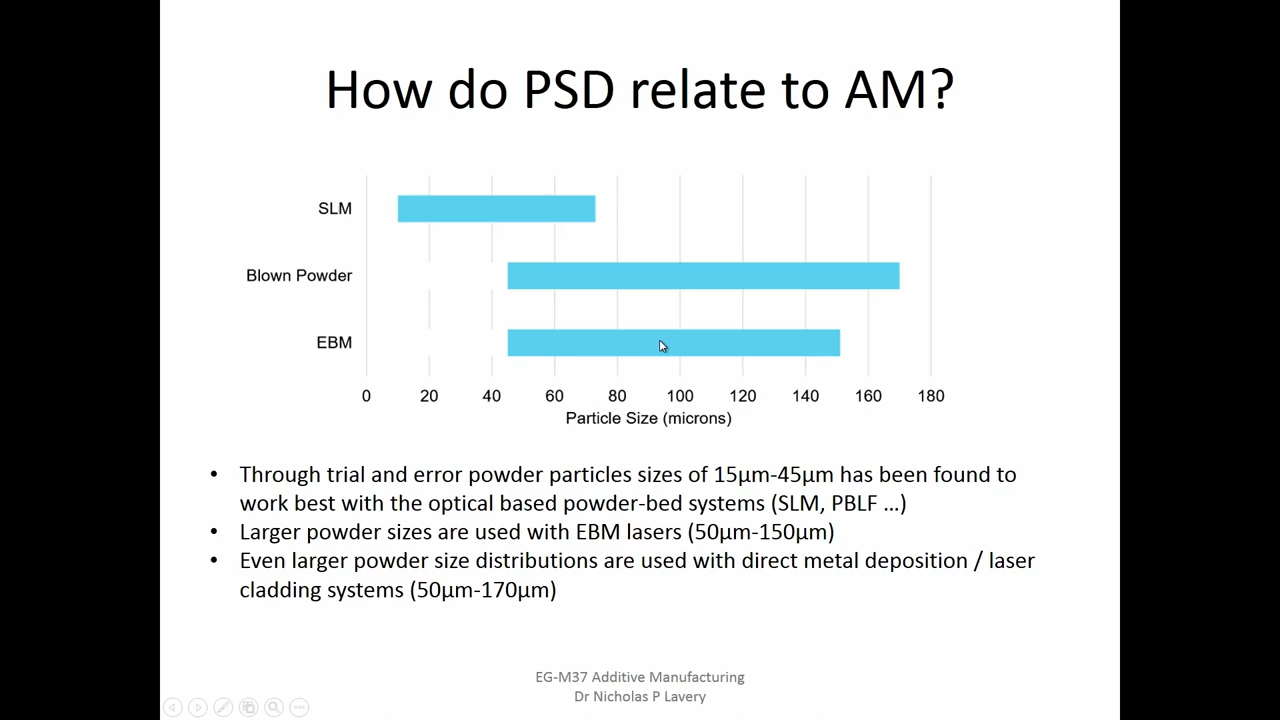 How do PSD relate to AM?
SLM
Blown Powder
EBM
0 20 40 60 80 100 120 140 160 180
Particle Size (microns)
• Through trial and error powder particles sizes of 15µm-45µm has been found to
work best with the optical based powder-bed systems (SLM, PBLF …)
• Larger powder sizes are used with EBM lasers (50µm-150µm)
• Even larger powder size distributions are used with direct metal deposition / laser
cladding systems (50µm-170µm)
EG-M37 Additive Manufacturing
Dr Nicholas P Lavery